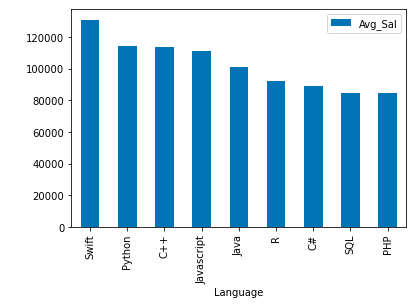 Avg_Sal
120000
100000
80000
60000
40000
20000
0
Swift
Python
C++
Javascript
Java
R
C#
SQL
PHP
Language